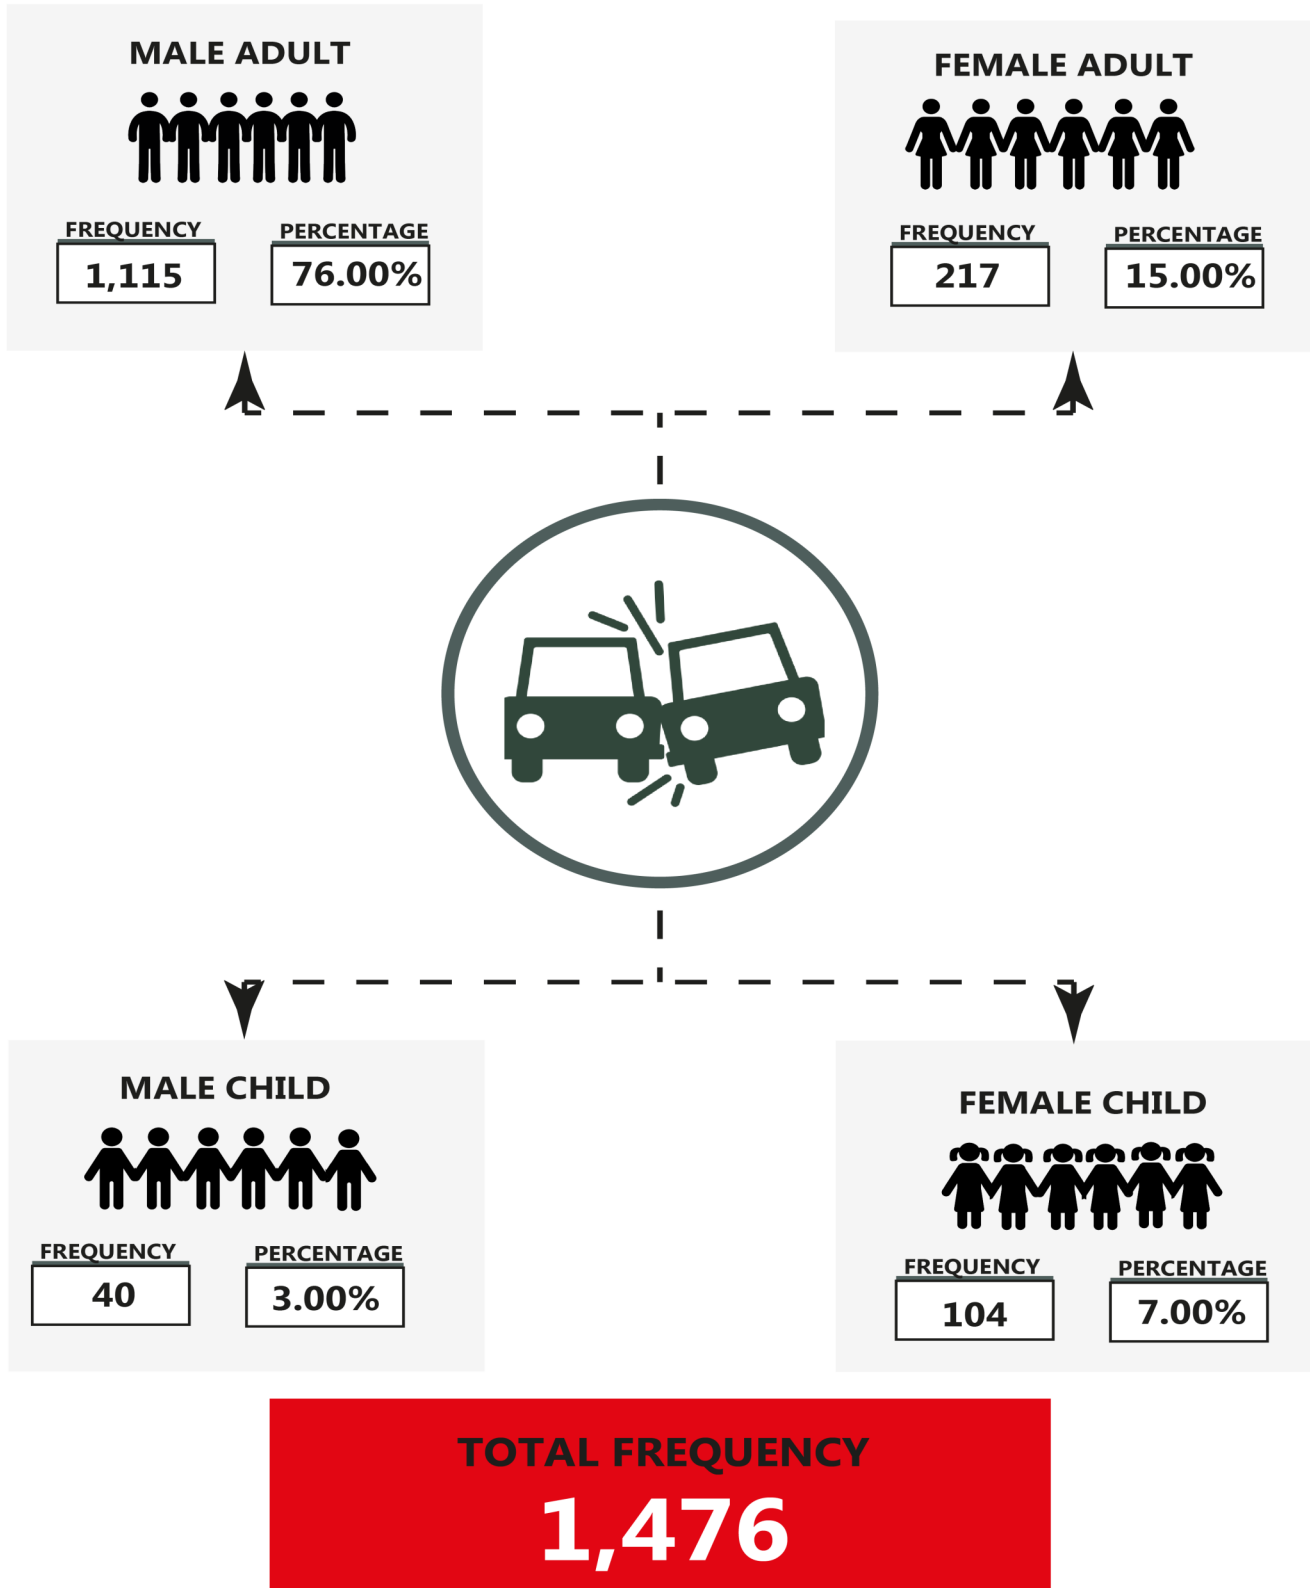 MALE ADULT
FREQUENCY
PERCENTAGE
1,115
76.00%
FEMALE ADULT
FREQUENCY
PERCENTAGE
217
15.00%
MALE CHILD
FREQUENCY
PERCENTAGE
40
3.00%
FEMALE CHILD
FREQUENCY
PERCENTAGE
104
7.00%
TOTAL FREQUENCY
1,476